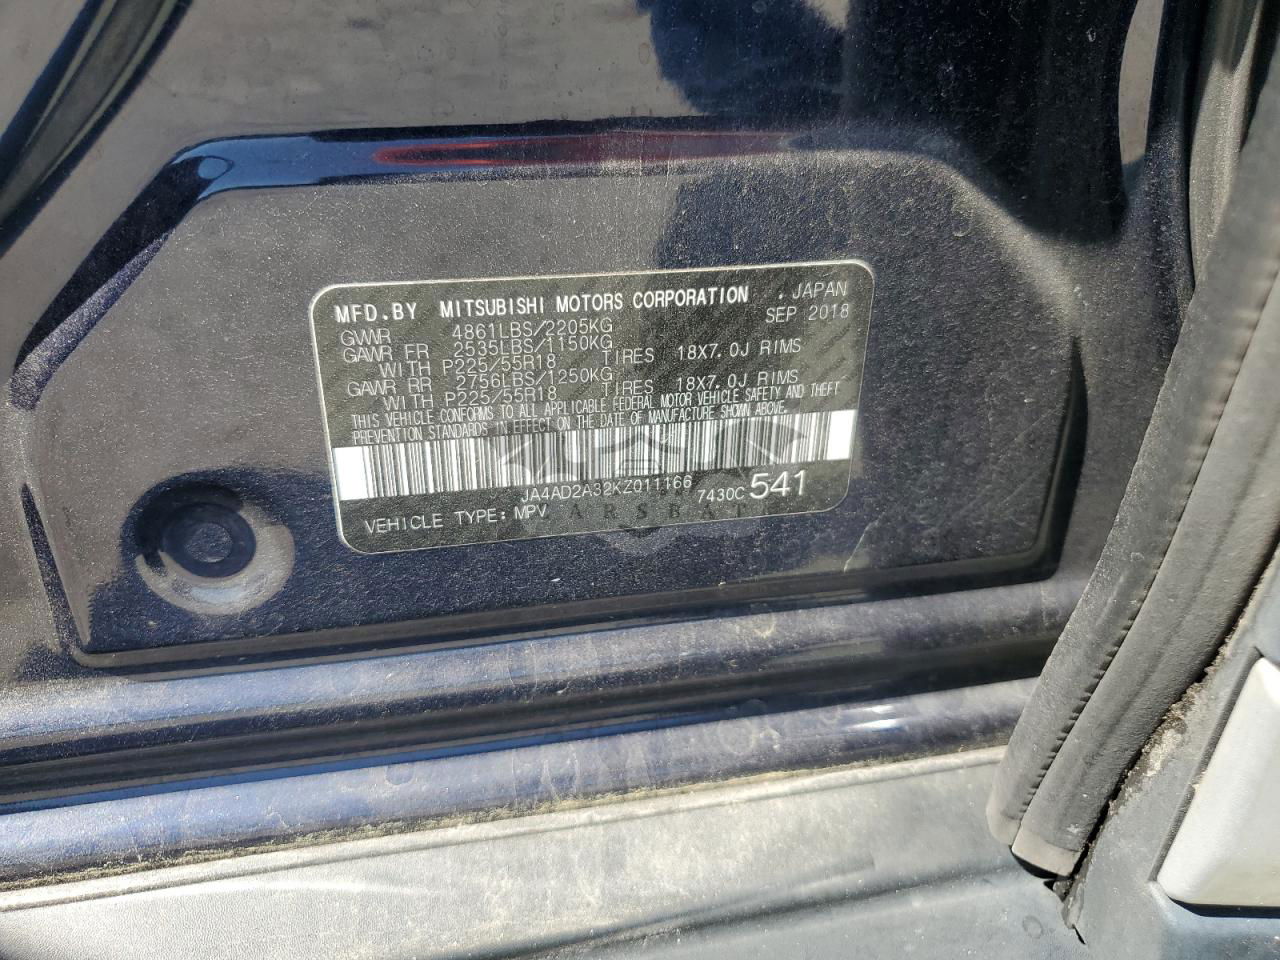 MFD.BY MITSUBISHI MOTORS CORPORATION . JAPAN
SEP 2018
GVWR 4861LBS/2205KG
GAWR FR 2535LBS/1150KG
WITH P225/55R18 TIRES 18X7.0J RIMS
GAWR RR 2756LBS/1250KG
WITH P225/55R18 TIRES 18X7.0J RIMS
THIS VEHICLE CONFORMS TO ALL APPLICABLE FEDERAL MOTOR VEHICLE SAFETY AND THEFT
PREVENTION STANDARDS IN EFFECT ON THE DATE OF MANUFACTURE SHOWN ABOVE.
JA4AD2A32KZ011166 7430C 541
VEHICLE TYPE: MPV